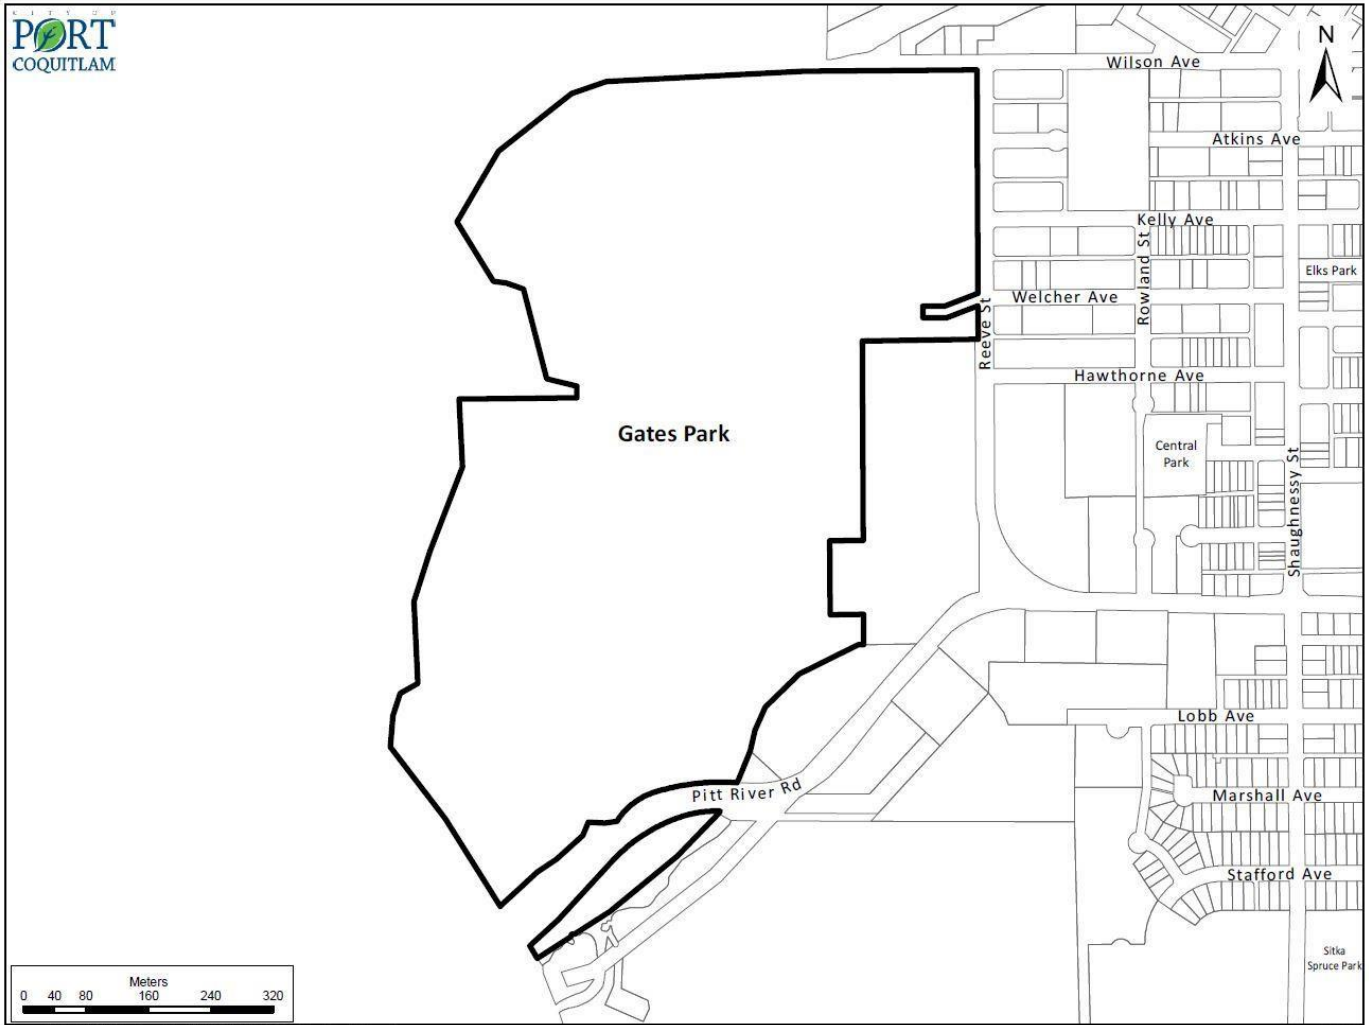 CITY OF
PORT
COQUITLAM
N
Wilson Ave
Atkins Ave
Kelly Ave
Rowland St
Elks Park
Welcher Ave
Reeve St
Hawthorne Ave
Gates Park
Central
Park
Shaughnessy St
Lobb Ave
Pitt River Rd
Marshall Ave
Stafford Ave
Sitka
Spruce Park
Meters
0 40 80 160 240 320